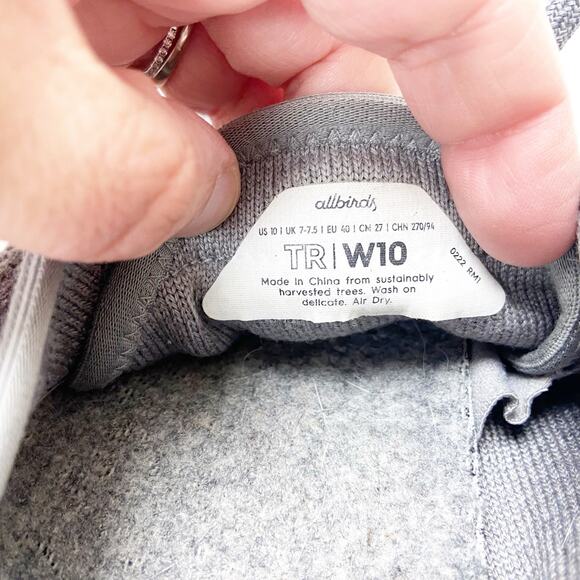 allbirds
US 10 | UK 7-7.5 | EU 40 | CM 27 | CHN 270/94
TR | W10
Made in China from sustainably
harvested trees. Wash on
delicate. Air Dry.
0222 RM1